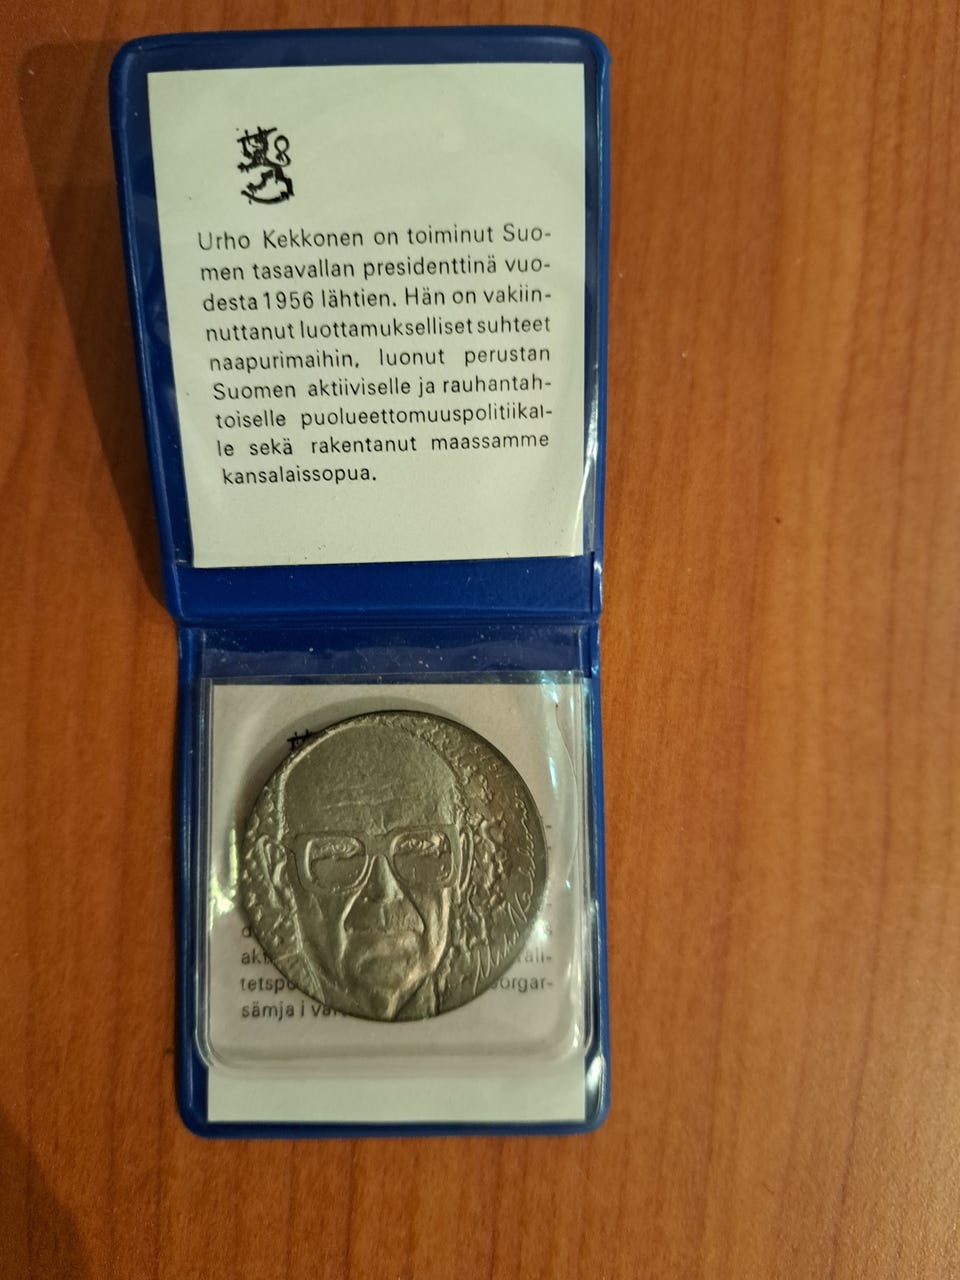 Urho Kekkonen on toiminut Suo-
men tasavallan presidenttinä vuo-
desta 1956 lähtien. Hän on vakiin-
nuttanut luottamukselliset suhteet
naapurimaihin, luonut perustan
Suomen aktiiviselle ja rauhantah-
toiselle puolueettomuuspolitiikal-
le sekä rakentanut maassamme
kansalaissopua.
sämja i